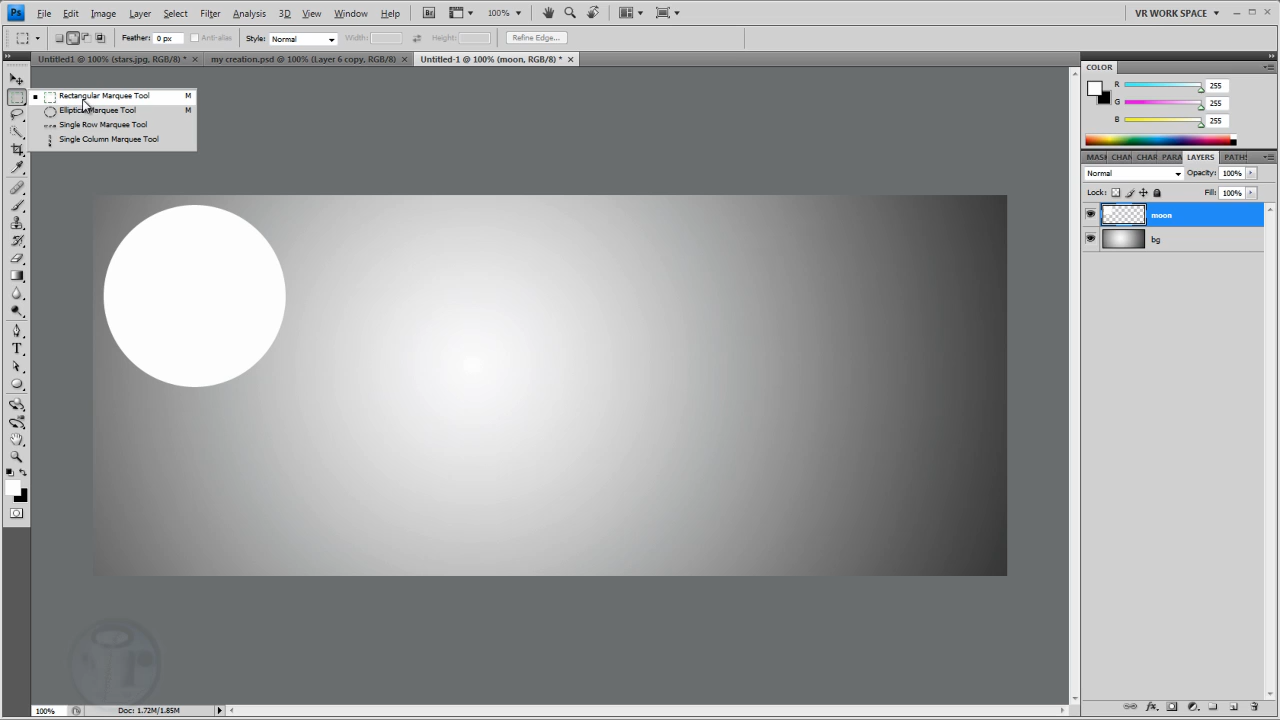 Ps File Edit Image Layer Select Filter Analysis 3D View Window Help Br 100% VR WORK SPACE
Feather: 0 px Anti-alias Style: Normal Width: Height: Refine Edge...
Untitled1 @ 100% (stars.jpg, RGB/8) * × my creation.psd @ 100% (Layer 6 copy, RGB/8) × Untitled-1 @ 100% (moon, RGB/8) * ×
COLOR
R 255
G 255
B 255
Rectangular Marquee Tool M
Elliptical Marquee Tool M
Single Row Marquee Tool
Single Column Marquee Tool
MASK CHAN CHAR PARA LAYERS PATHS
Normal Opacity: 100%
Lock: Fill: 100%
moon
bg
T
100% Doc: 1.72M/1.85M
fx